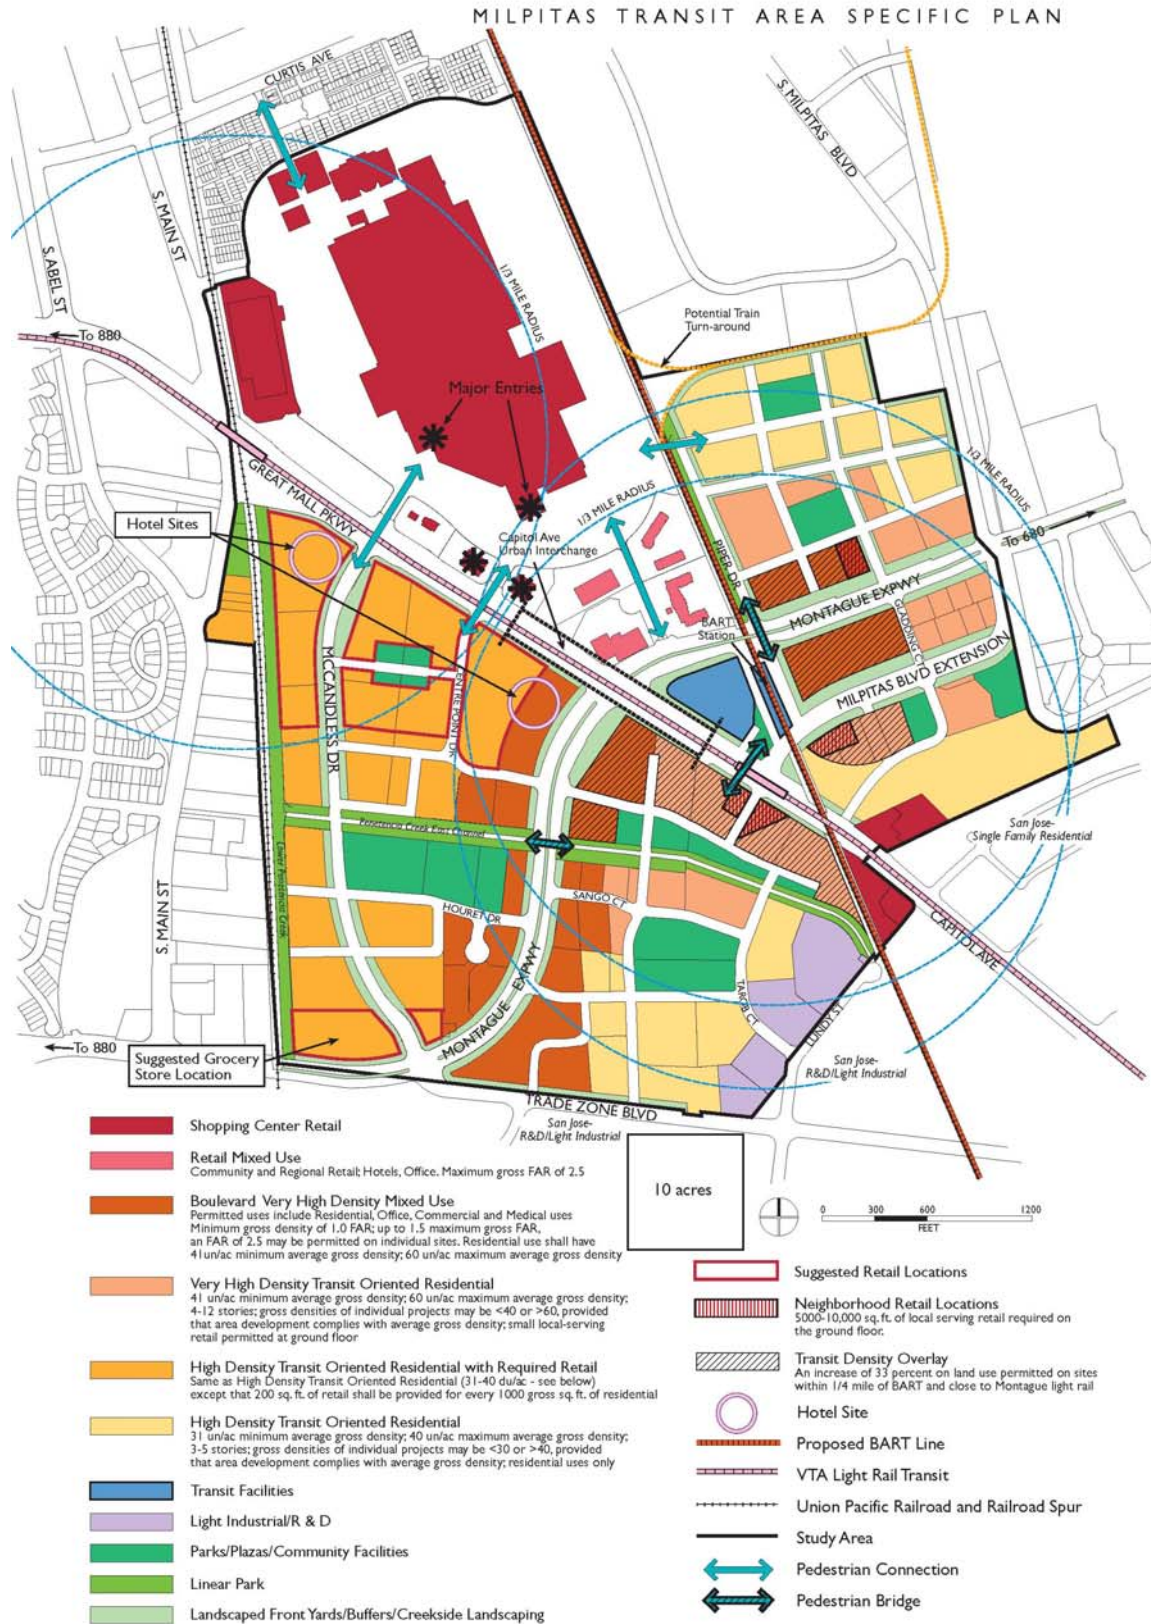 MILPITAS TRANSIT AREA SPECIFIC PLAN
CURTIS AVE
S. MILPITAS BLVD
S. MAIN ST
S. ABEL ST
1/3 MILE RADIUS
To 880
Potential Train
Turn-around
Major Entries
GREAT MALL PKWY
1/3 MILE RADIUS
1/3 MILE RADIUS
Hotel Sites
Capitol Ave
Urban Interchange
To 680
PIPER DR
MONTAGUE EXPWY
BART
Station
GLADDING CT
MILPITAS BLVD EXTENSION
MCCANDLESS DR
CENTRE POINT DR
San Jose-
Single Family Residential
Penitencia Creek East Channel
Lower Penitencia Creek
S. MAIN ST
SANGO CT
HOURET DR
CAPITOL AVE
MONTAGUE EXPWY
TAROB CT
LUNDY ST
To 880
Suggested Grocery
Store Location
San Jose-
R&D/Light Industrial
TRADE ZONE BLVD
San Jose-
R&D/Light Industrial
10 acres
0 300 600 1200
FEET
Shopping Center Retail
Retail Mixed Use
Community and Regional Retail; Hotels, Office. Maximum gross FAR of 2.5
Boulevard Very High Density Mixed Use
Permitted uses include Residential, Office, Commercial and Medical uses
Minimum gross density of 1.0 FAR; up to 1.5 maximum gross FAR,
an FAR of 2.5 may be permitted on individual sites. Residential use shall have
41un/ac minimum average gross density; 60 un/ac maximum average gross density
Very High Density Transit Oriented Residential
41 un/ac minimum average gross density; 60 un/ac maximum average gross density;
4-12 stories; gross densities of individual projects may be <40 or >60, provided
that area development complies with average gross density; small local-serving
retail permitted at ground floor
High Density Transit Oriented Residential with Required Retail
Same as High Density Transit Oriented Residential (31-40 du/ac - see below)
except that 200 sq. ft. of retail shall be provided for every 1000 gross sq. ft. of residential
High Density Transit Oriented Residential
31 un/ac minimum average gross density; 40 un/ac maximum average gross density;
3-5 stories; gross densities of individual projects may be <30 or >40, provided
that area development complies with average gross density; residential uses only
Transit Facilities
Light Industrial/R & D
Parks/Plazas/Community Facilities
Linear Park
Landscaped Front Yards/Buffers/Creekside Landscaping
Suggested Retail Locations
Neighborhood Retail Locations
5000-10,000 sq. ft. of local serving retail required on
the ground floor.
Transit Density Overlay
An increase of 33 percent on land use permitted on sites
within 1/4 mile of BART and close to Montague light rail
Hotel Site
Proposed BART Line
VTA Light Rail Transit
Union Pacific Railroad and Railroad Spur
Study Area
Pedestrian Connection
Pedestrian Bridge